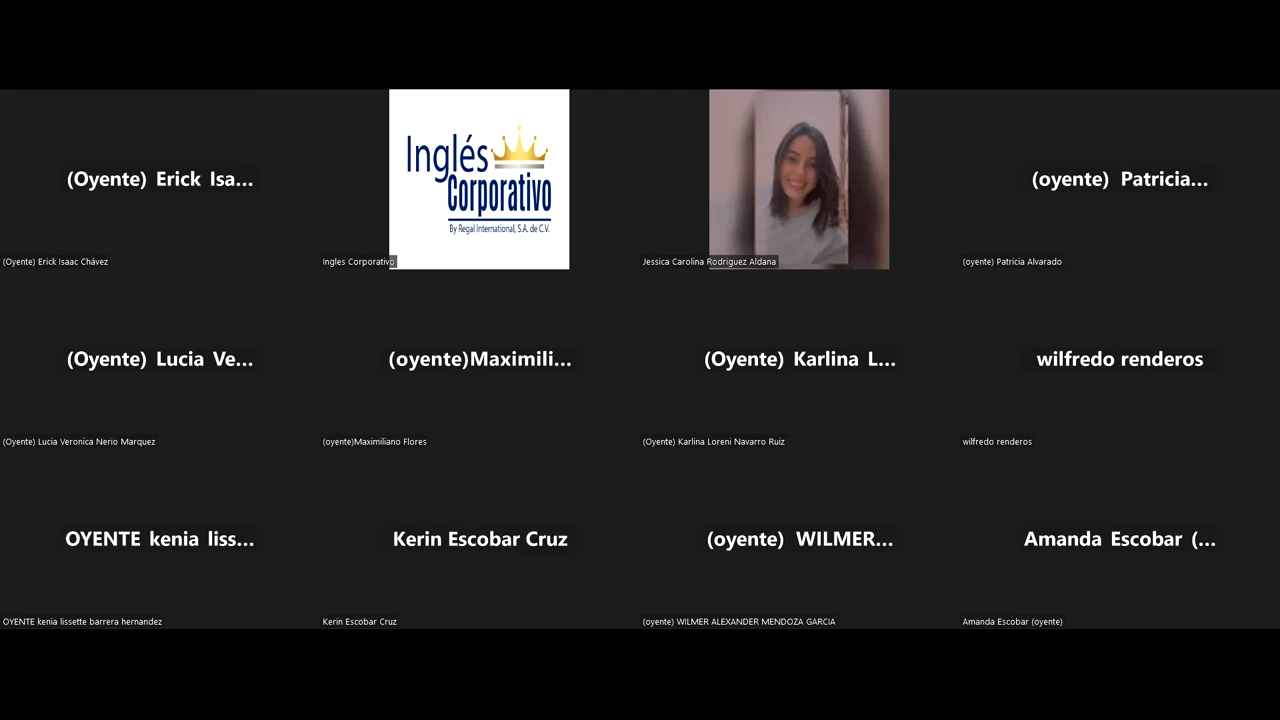 (Oyente) Erick Isa...
Inglés
Corporativo
By Regal International, S.A. de C.V.
(oyente) Patricia...
(Oyente) Erick Isaac Chávez
Ingles Corporativo
Jessica Carolina Rodriguez Aldana
(oyente) Patricia Alvarado
(Oyente) Lucia Ve...
(oyente)Maximili...
(Oyente) Karlina L...
wilfredo renderos
(Oyente) Lucia Veronica Nerio Marquez
(oyente)Maximiliano Flores
(Oyente) Karlina Loreni Navarro Ruiz
wilfredo renderos
OYENTE kenia liss...
Kerin Escobar Cruz
(oyente) WILMER...
Amanda Escobar (...
OYENTE kenia lissette barrera hernandez
Kerin Escobar Cruz
(oyente) WILMER ALEXANDER MENDOZA GARCIA
Amanda Escobar (oyente)